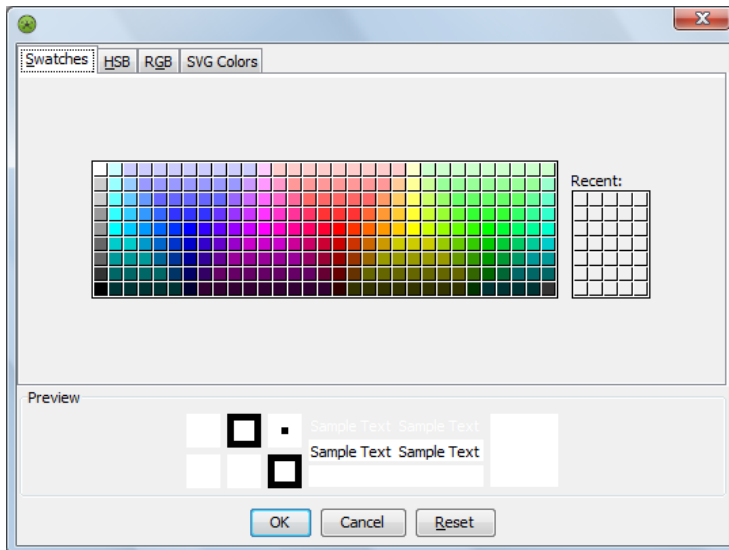 Swatches HSB RGB SVG Colors
Recent:
Preview
Sample Text Sample Text
Sample Text Sample Text
OK Cancel Reset